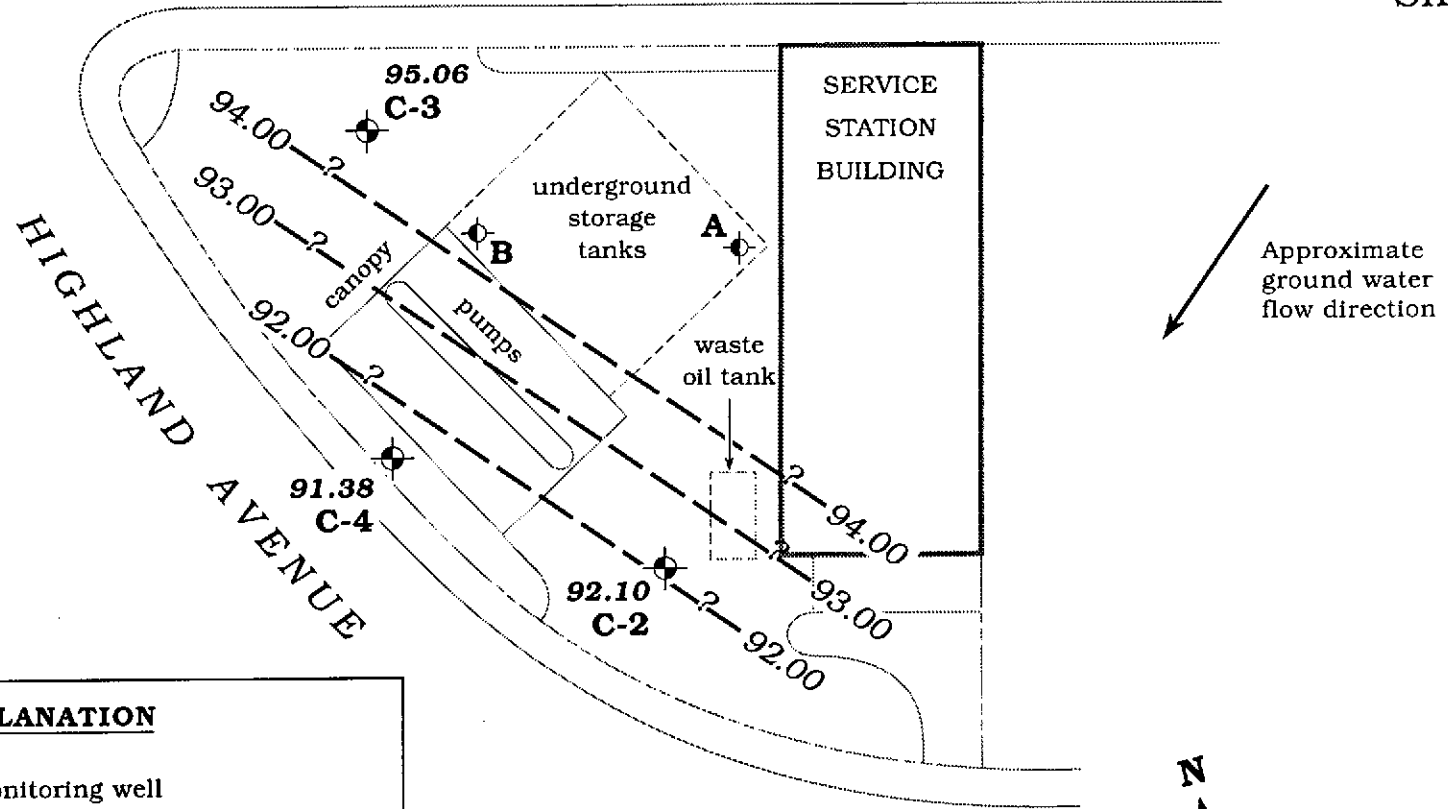 95.06
C-3
SERVICE
STATION
BUILDING
94.00
?
93.00
?
underground
storage
tanks
A
B
canopy
pumps
Approximate
ground water
flow direction
92.00
?
waste
oil tank
HIGHLAND AVENUE
91.38
C-4
?
94.00
?
93.00
92.10
C-2
?
92.00
LANATION
onitoring well
N